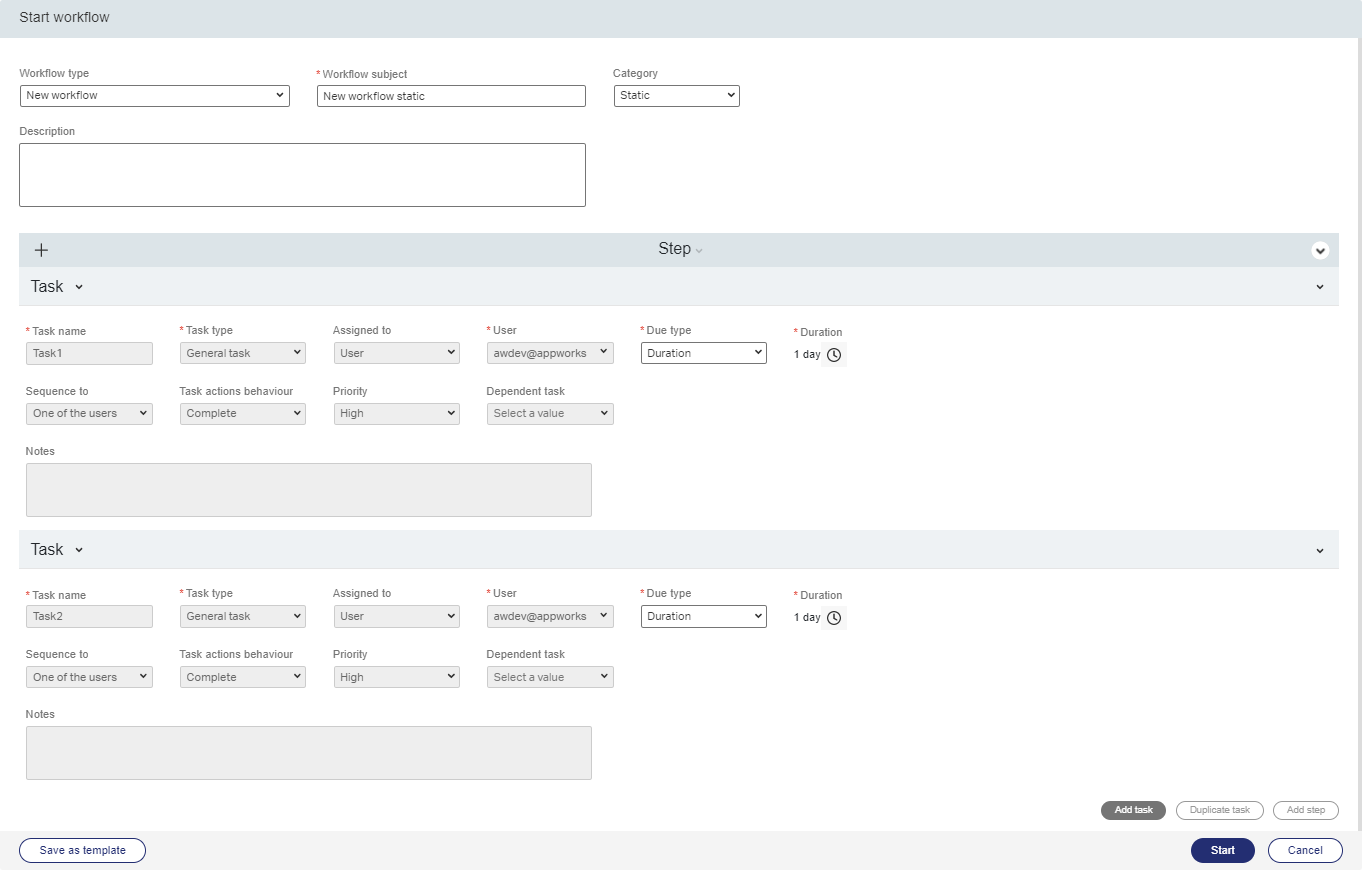 Start workflow
Workflow type * Workflow subject Category
New workflow New workflow static Static
Description
Step
Task
* Task name * Task type Assigned to * User * Due type * Duration
Task1 General task User awdev@appworks Duration 1 day
Sequence to Task actions behaviour Priority Dependent task
One of the users Complete High Select a value
Notes
Task
* Task name * Task type Assigned to * User * Due type * Duration
Task2 General task User awdev@appworks Duration 1 day
Sequence to Task actions behaviour Priority Dependent task
One of the users Complete High Select a value
Notes
Add task Duplicate task Add step
Save as template Start Cancel